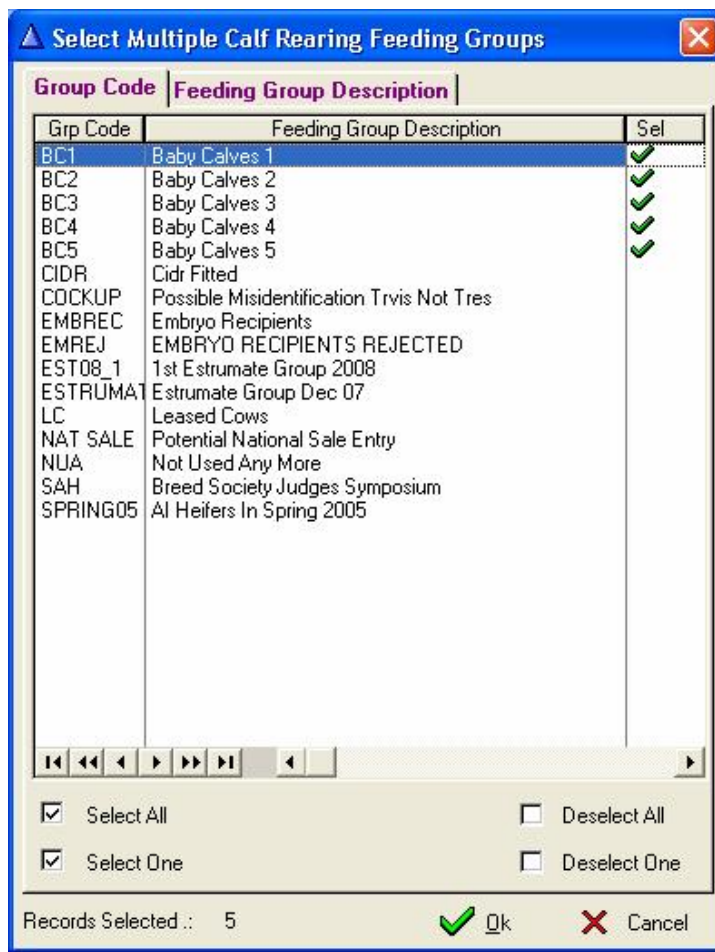 Select Multiple Calf Rearing Feeding Groups
Group Code Feeding Group Description
Grp Code Feeding Group Description Sel
BC1 Baby Calves 1
BC2 Baby Calves 2
BC3 Baby Calves 3
BC4 Baby Calves 4
BC5 Baby Calves 5
CIDR Cidr Fitted
COCKUP Possible Misidentification Trvis Not Tres
EMBREC Embryo Recipients
EMREJ EMBRYO RECIPIENTS REJECTED
EST08_1 1st Estrumate Group 2008
ESTRUMAT Estrumate Group Dec 07
LC Leased Cows
NAT SALE Potential National Sale Entry
NUA Not Used Any More
SAH Breed Society Judges Symposium
SPRING05 AI Heifers In Spring 2005
Select All Deselect All
Select One Deselect One
Records Selected .: 5 Ok Cancel